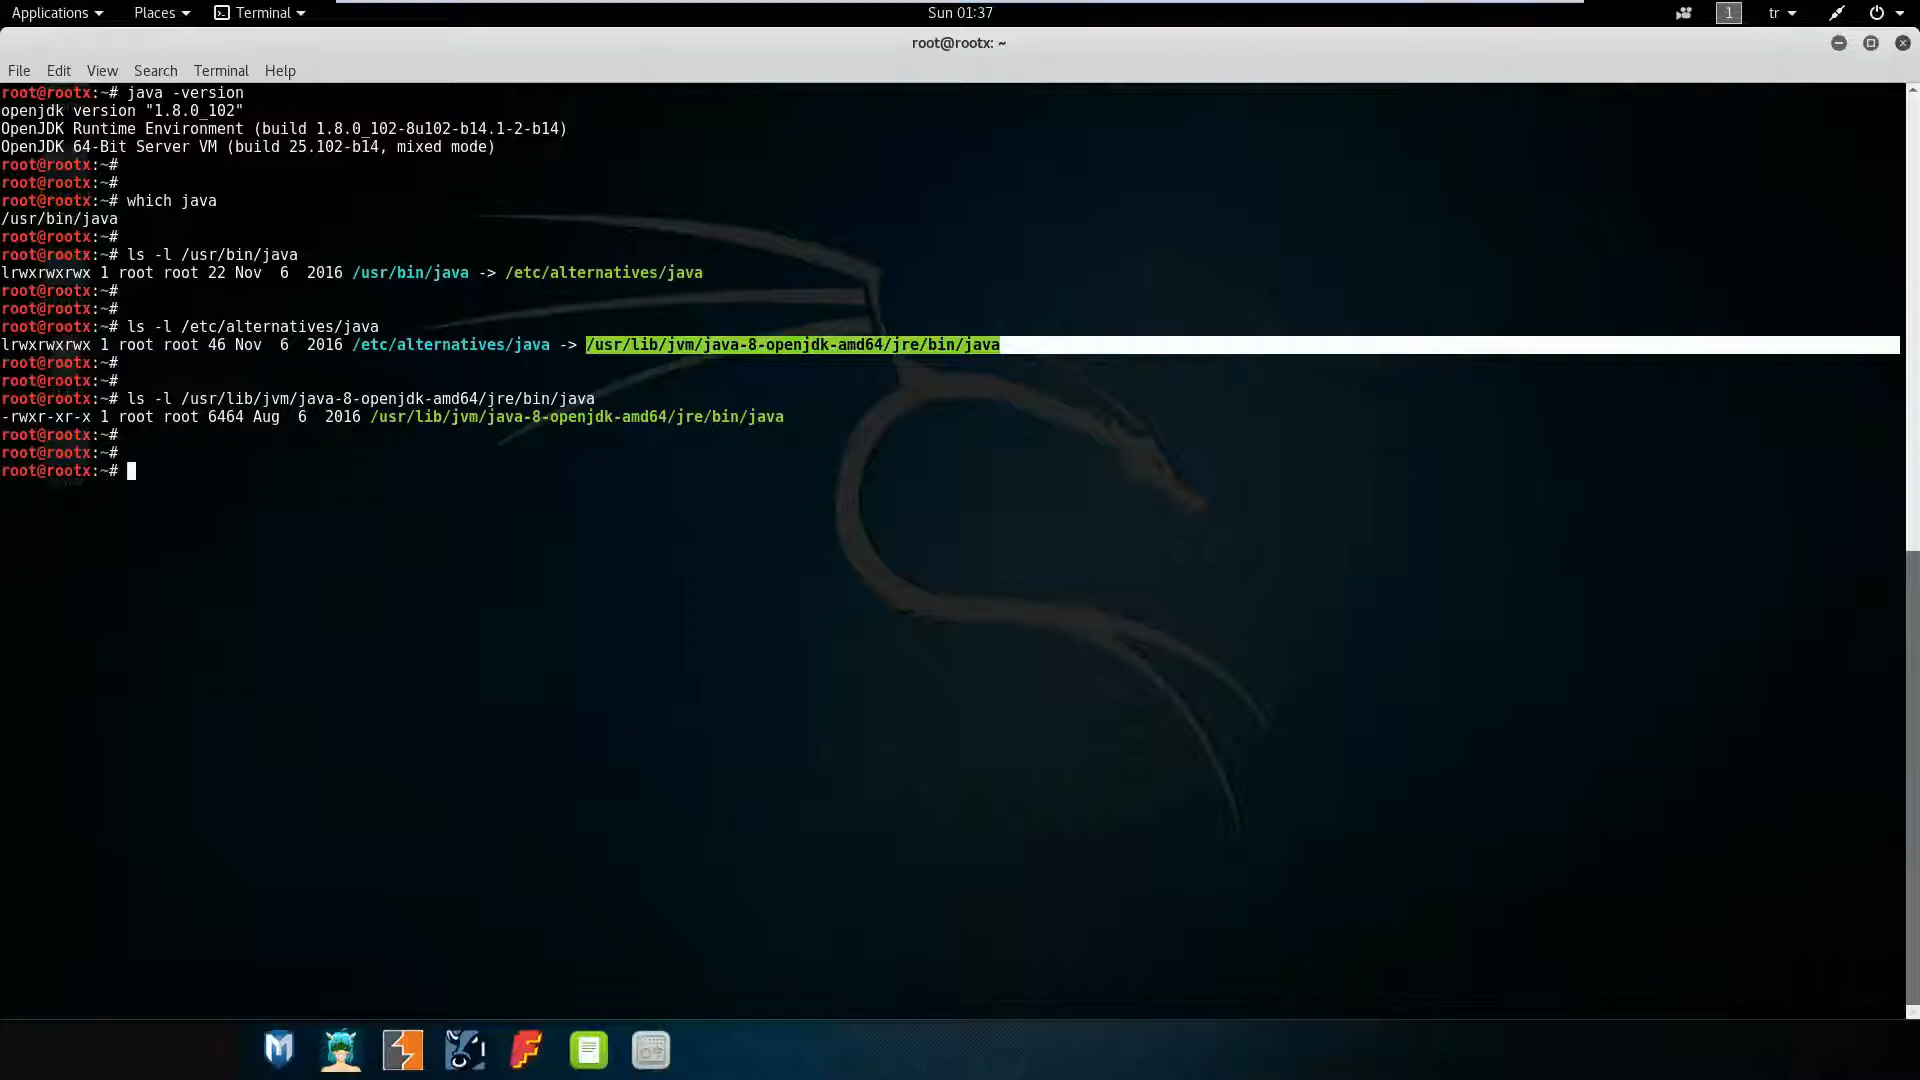 Applications Places Terminal Sun 01:37 1 tr
root@rootx: ~
File Edit View Search Terminal Help
root@rootx:~# java -version
openjdk version "1.8.0_102"
OpenJDK Runtime Environment (build 1.8.0_102-8u102-b14.1-2-b14)
OpenJDK 64-Bit Server VM (build 25.102-b14, mixed mode)
root@rootx:~#
root@rootx:~#
root@rootx:~# which java
/usr/bin/java
root@rootx:~#
root@rootx:~# ls -l /usr/bin/java
lrwxrwxrwx 1 root root 22 Nov  6  2016 /usr/bin/java -> /etc/alternatives/java
root@rootx:~#
root@rootx:~#
root@rootx:~# ls -l /etc/alternatives/java
lrwxrwxrwx 1 root root 46 Nov  6  2016 /etc/alternatives/java -> /usr/lib/jvm/java-8-openjdk-amd64/jre/bin/java
root@rootx:~#
root@rootx:~#
root@rootx:~# ls -l /usr/lib/jvm/java-8-openjdk-amd64/jre/bin/java
-rwxr-xr-x 1 root root 6464 Aug  6  2016 /usr/lib/jvm/java-8-openjdk-amd64/jre/bin/java
root@rootx:~#
root@rootx:~#
root@rootx:~#